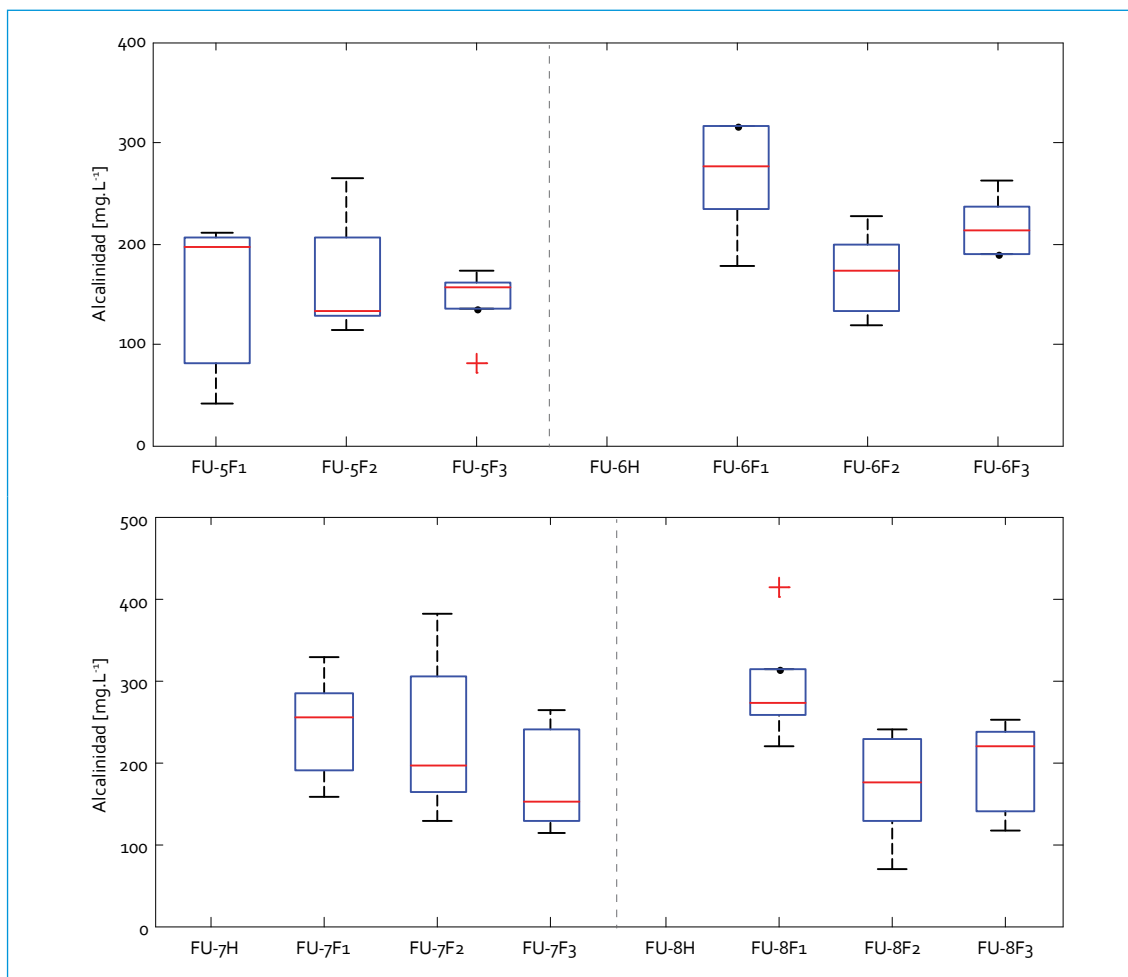 400
300
200
100
0
Alcalinidad [mg.L⁻¹]
FU-5F1 FU-5F2 FU-5F3 FU-6H FU-6F1 FU-6F2 FU-6F3
500
400
300
200
100
0
Alcalinidad [mg.L⁻¹]
FU-7H FU-7F1 FU-7F2 FU-7F3 FU-8H FU-8F1 FU-8F2 FU-8F3